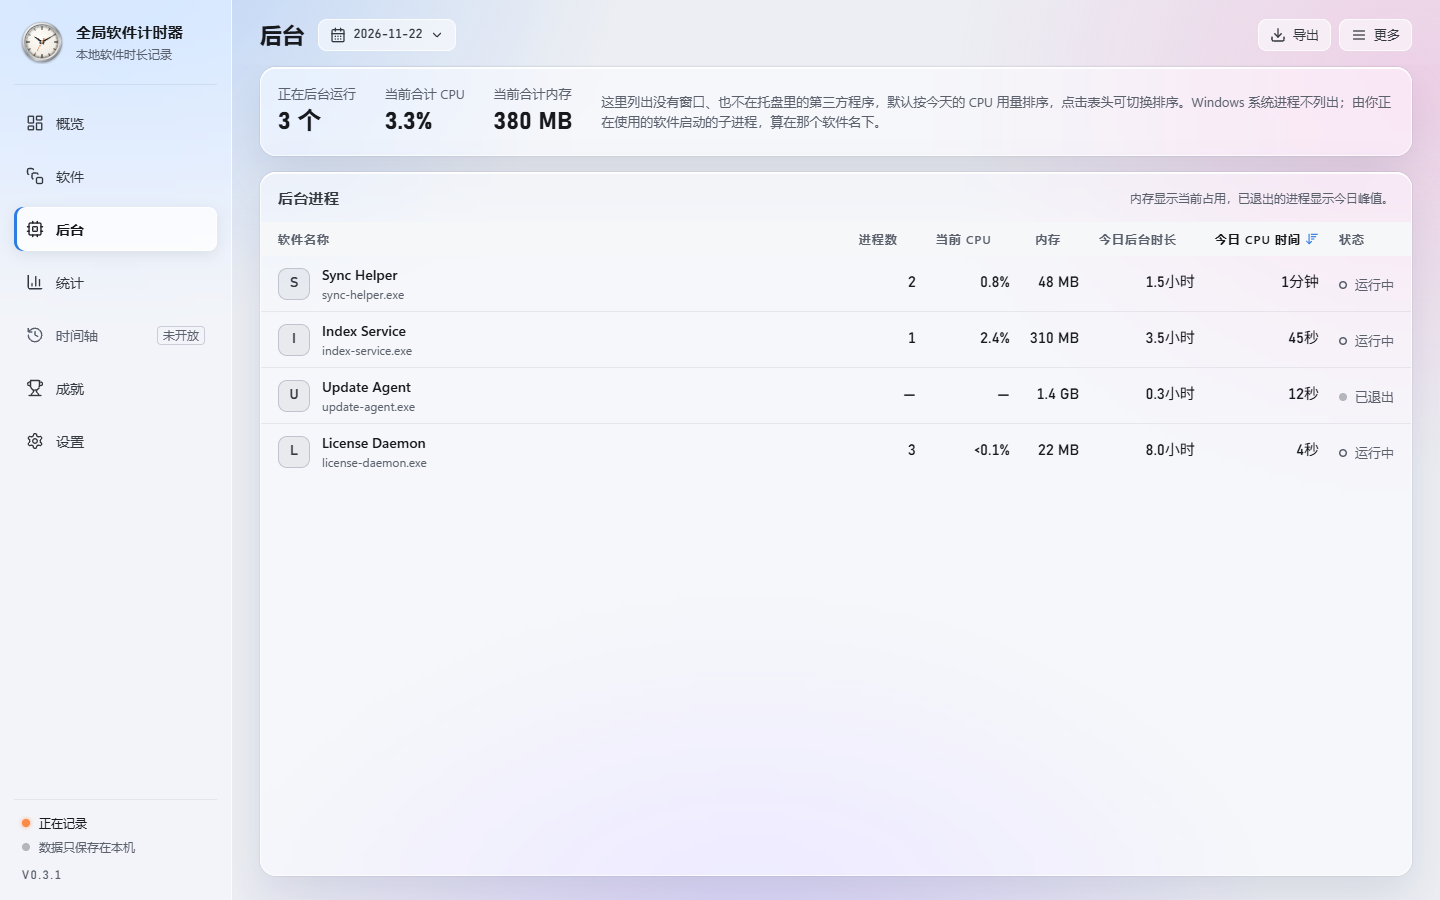 全局软件计时器
本地软件时长记录
概览
软件
后台
统计
时间轴 未开放
成就
设置
正在记录
数据只保存在本机
V0.3.1
后台 2026-11-22 导出 更多
正在后台运行 当前合计 CPU 当前合计内存
3 个 3.3% 380 MB
这里列出没有窗口、也不在托盘里的第三方程序，默认按今天的 CPU 用量排序，点击表头可切换排序。Windows 系统进程不列出；由你正
在使用的软件启动的子进程，算在那个软件名下。
后台进程 内存显示当前占用，已退出的进程显示今日峰值。
软件名称 进程数 当前 CPU 内存 今日后台时长 今日 CPU 时间 状态
S Sync Helper 2 0.8% 48 MB 1.5小时 1分钟 运行中
sync-helper.exe
I Index Service 1 2.4% 310 MB 3.5小时 45秒 运行中
index-service.exe
U Update Agent — — 1.4 GB 0.3小时 12秒 已退出
update-agent.exe
L License Daemon 3 <0.1% 22 MB 8.0小时 4秒 运行中
license-daemon.exe